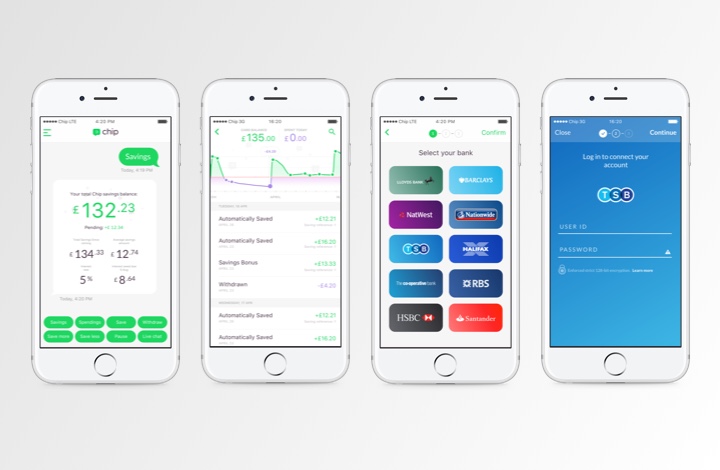 Chip LTE 4:20 PM
chip
Savings
Today, 4:19 PM
Your total Chip savings balance
£132.23
Pending: +£ 12.34
£134.33 £12.74
5% £8.64
Today, 4:20 PM
Savings Spendings Save Withdraw
Save more Save less Pause Live chat
Chip 3G 16:20
£135.00 £0.00
Automatically Saved +£12.21
Automatically Saved +£16.20
Savings Bonus +£13.33
Withdrawn -£4.20
Automatically Saved +£12.21
Automatically Saved +£16.20
Chip LTE 4:20 PM
Confirm
Select your bank
LLOYDS BANK BARCLAYS
NatWest Nationwide
TSB HALIFAX
The co-operative bank RBS
HSBC Santander
Chip 3G 16:20
Close Continue
Log in to connect your
account
TSB
USER ID
PASSWORD
Learn more